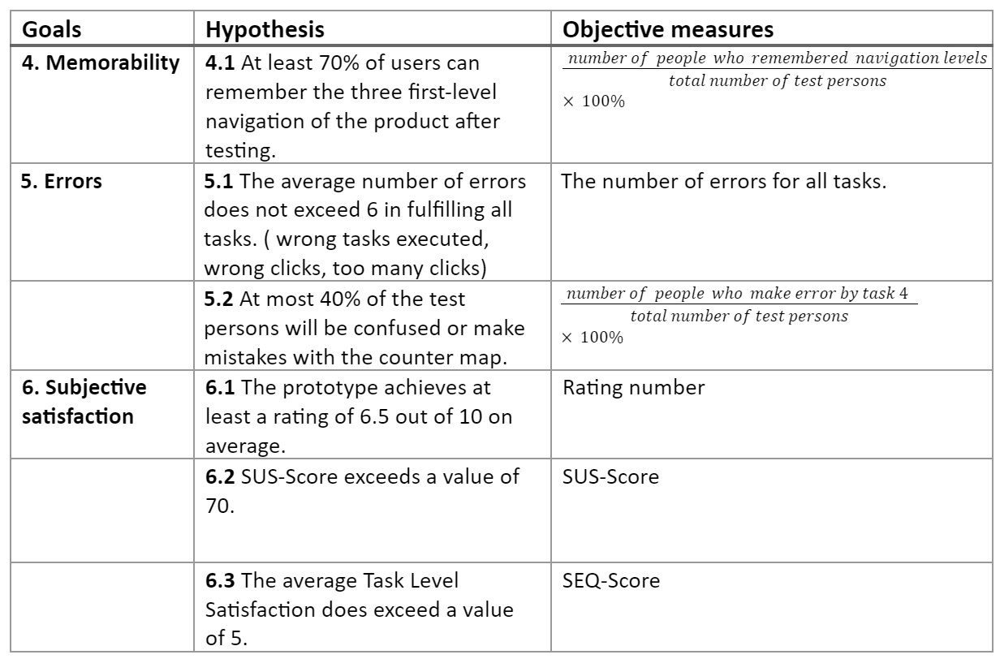 Goals
Hypothesis
Objective measures
4. Memorability
4.1 At least 70% of users can
remember the three first-level
navigation of the product after
testing.
number of people who remembered navigation levels
total number of test persons
× 100%
5. Errors
5.1 The average number of errors
does not exceed 6 in fulfilling all
tasks. ( wrong tasks executed,
wrong clicks, too many clicks)
The number of errors for all tasks.
5.2 At most 40% of the test
persons will be confused or make
mistakes with the counter map.
number of people who make error by task 4
total number of test persons
× 100%
6. Subjective
satisfaction
6.1 The prototype achieves at
least a rating of 6.5 out of 10 on
average.
Rating number
6.2 SUS-Score exceeds a value of
70.
SUS-Score
6.3 The average Task Level
Satisfaction does exceed a value
of 5.
SEQ-Score